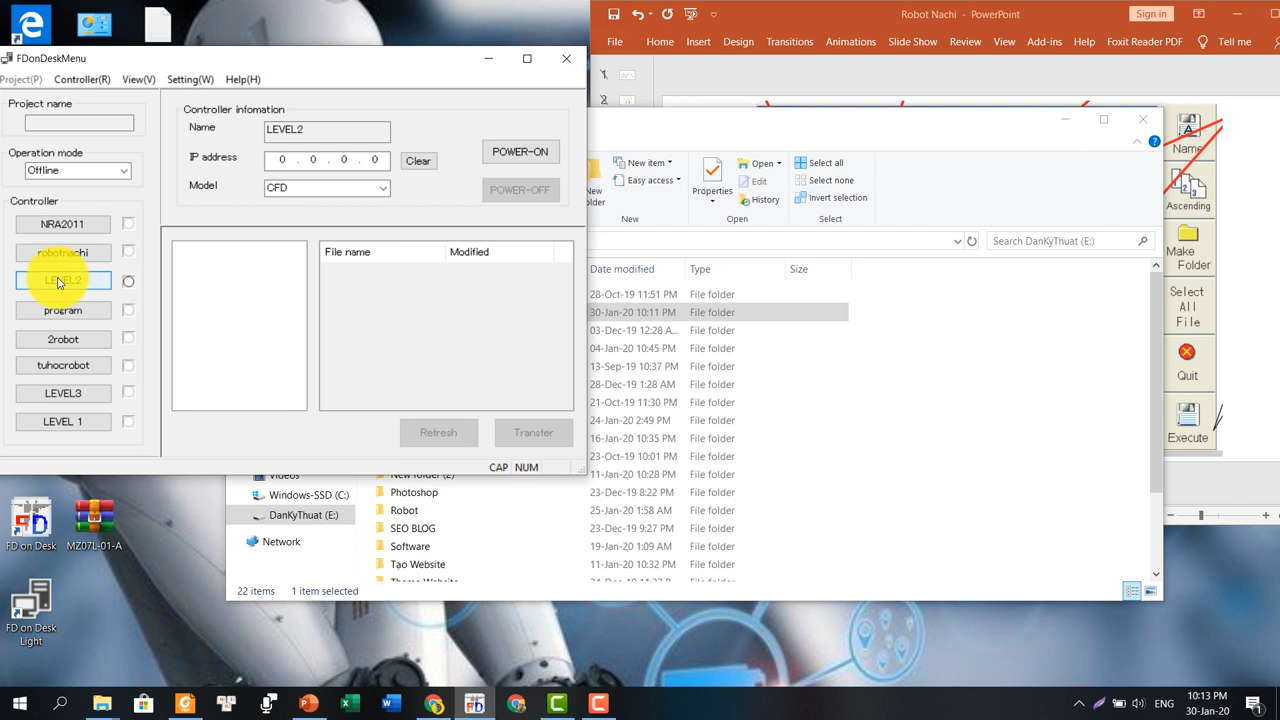 Robot Nachi - PowerPoint
Sign in
File Home Insert Design Transitions Animations Slide Show Review View Add-ins Help Foxit Reader PDF Tell me
FDonDeskMenu
Project(P) Controller(R) View(V) Setting(W) Help(H)
Project name
Operation mode
Offline
Controller
NRA2011
robotnachi
LEVEL2
program
2robot
tuhocrobot
LEVEL3
LEVEL 1
Controller infomation
Name LEVEL2
IP address 0 . 0 . 0 . 0 Clear
Model CFD
POWER-ON
POWER-OFF
File name Modified
Refresh Transfer
CAP NUM
New item
Easy access
New
Properties
Open
Edit
History
Open
Select all
Select none
Invert selection
Select
Search DanKyThuat (E:)
Date modified Type Size
28-Oct-19 11:51 PM File folder
30-Jan-20 10:11 PM File folder
03-Dec-19 12:28 A... File folder
04-Jan-20 10:45 PM File folder
13-Sep-19 10:37 PM File folder
28-Dec-19 1:28 AM File folder
21-Oct-19 11:30 PM File folder
24-Jan-20 2:49 PM File folder
16-Jan-20 10:35 PM File folder
23-Oct-19 10:01 PM File folder
New folder (2) 11-Jan-20 10:28 PM File folder
Photoshop 23-Dec-19 8:22 PM File folder
Robot 25-Jan-20 1:58 AM File folder
SEO BLOG 23-Dec-19 9:27 PM File folder
Software 19-Jan-20 1:09 AM File folder
Tạo Website 11-Jan-20 10:32 PM File folder
Videos
Windows-SSD (C:)
DanKyThuat (E:)
Network
22 items 1 item selected
Name
Ascending
Make
Folder
Select
All
File
Quit
Execute
FD on Desk
MZ07L-01-A
FD on Desk
Light
ENG
10:13 PM
30-Jan-20